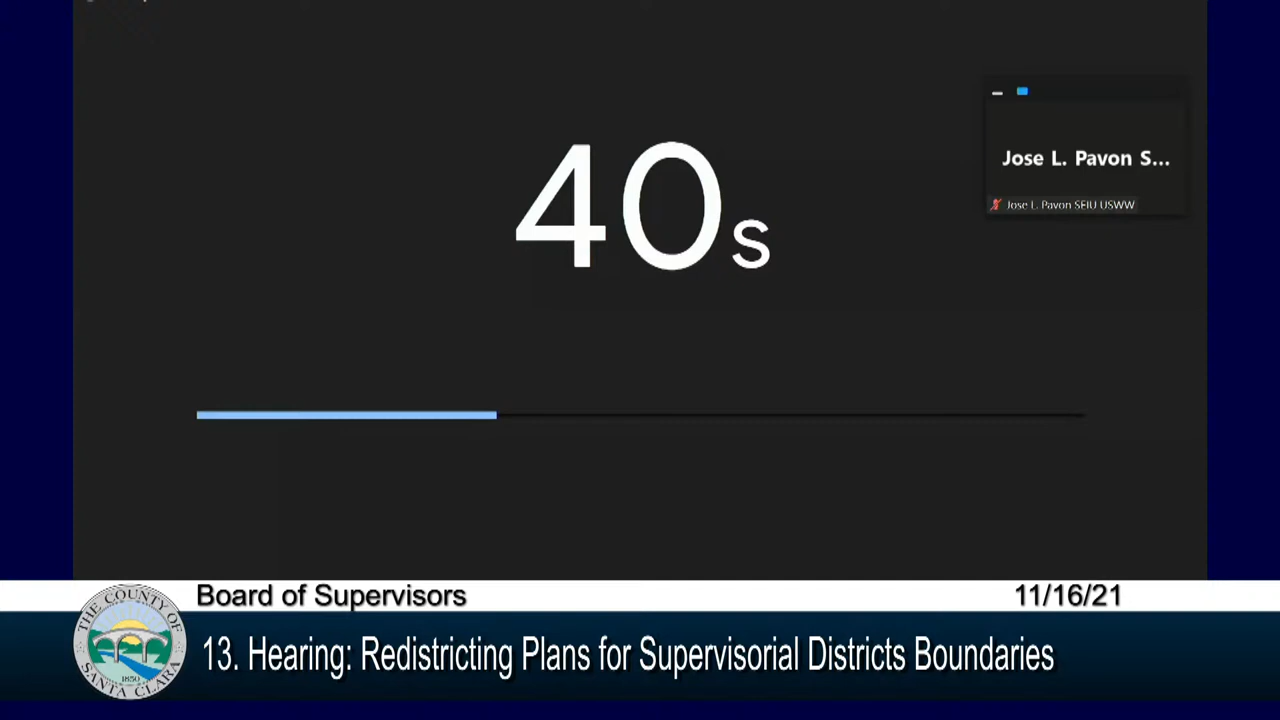 40s
Jose L. Pavon S...
Jose L. Pavon SEIU USWW
Board of Supervisors
11/16/21
THE COUNTY OF
SANTA CLARA
1850
13. Hearing: Redistricting Plans for Supervisorial Districts Boundaries